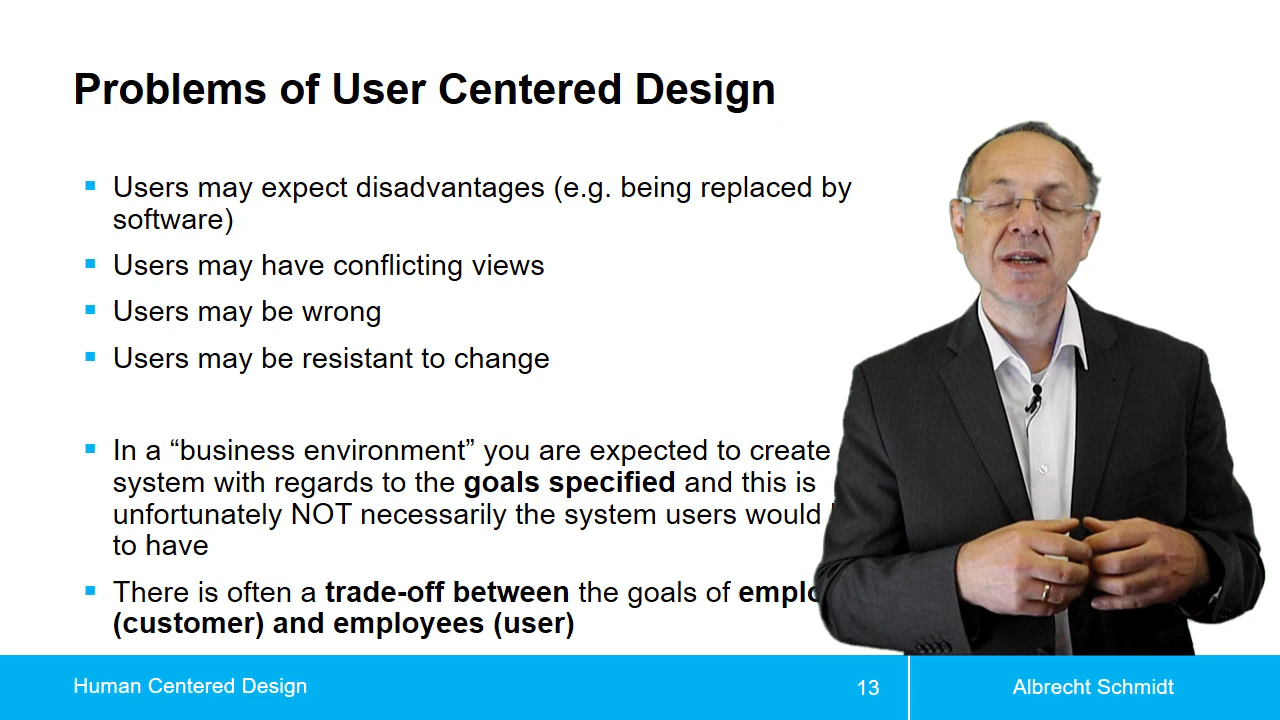 Problems of User Centered Design
Users may expect disadvantages (e.g. being replaced by
software)
Users may have conflicting views
Users may be wrong
Users may be resistant to change
In a “business environment” you are expected to create
system with regards to the goals specified and this is
unfortunately NOT necessarily the system users would
to have
There is often a trade-off between the goals of
(customer) and employees (user)
Human Centered Design
13
Albrecht Schmidt